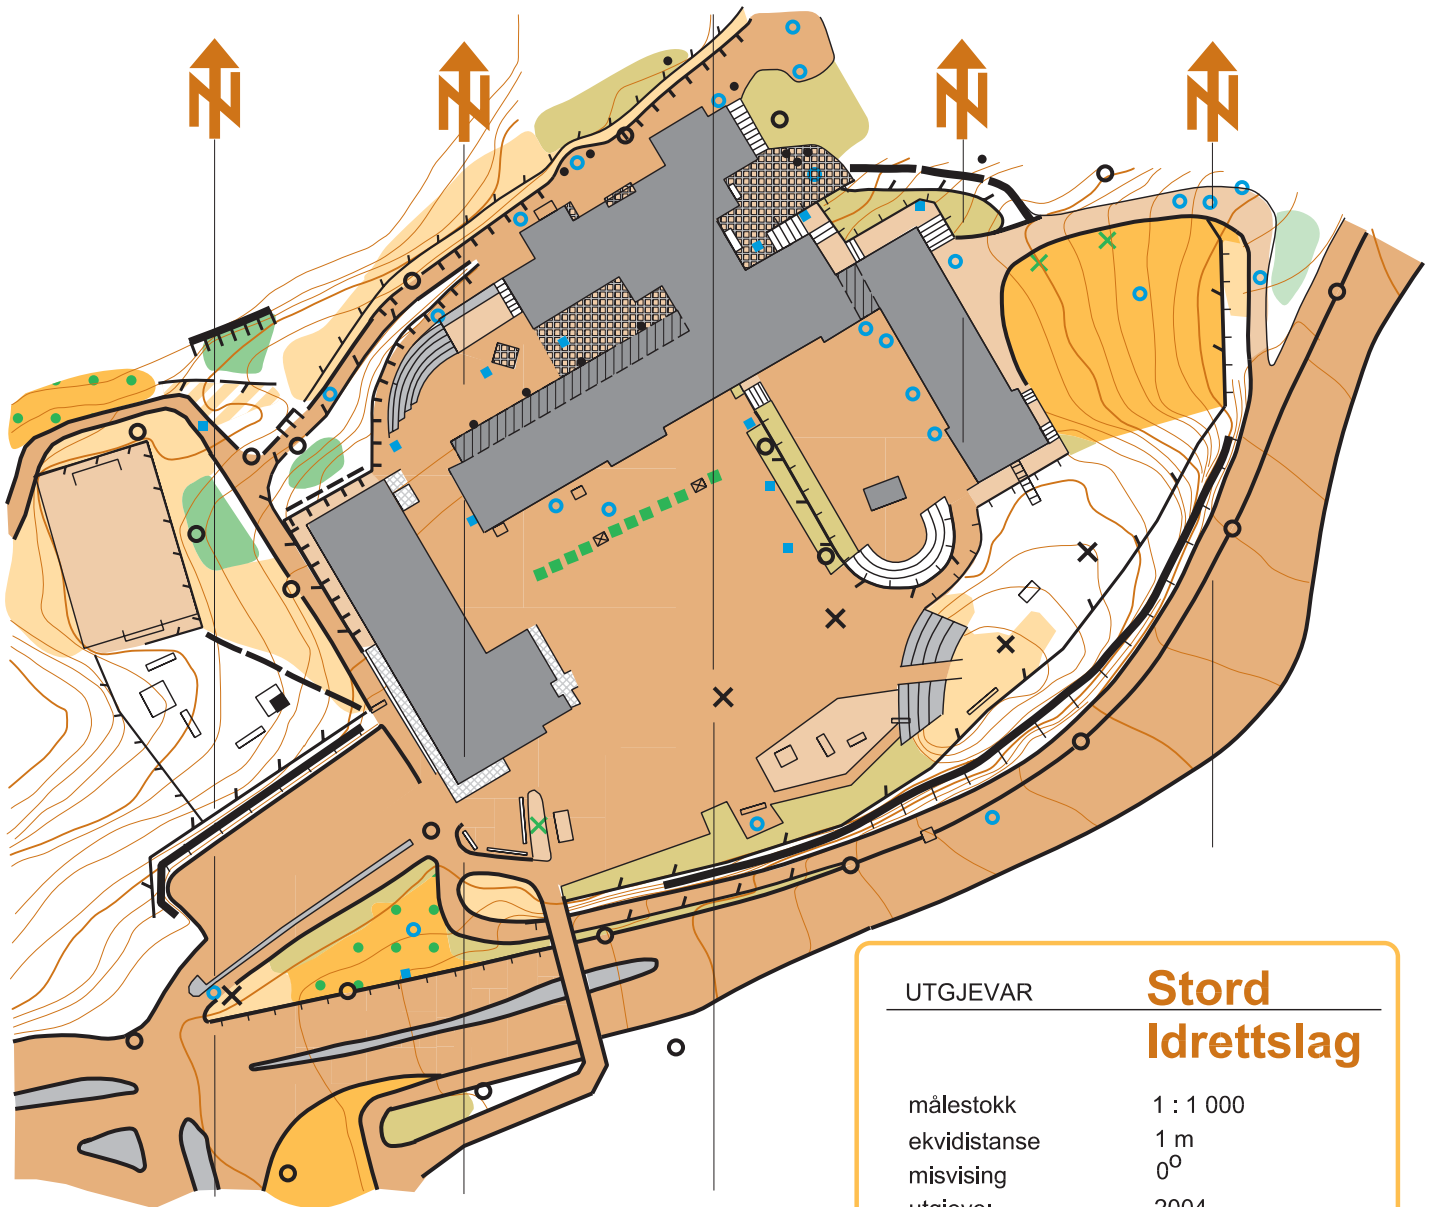 UTGJEVAR Stord
Idrettslag
målestokk 1 : 1 000
ekvidistanse 1 m
misvising 0°